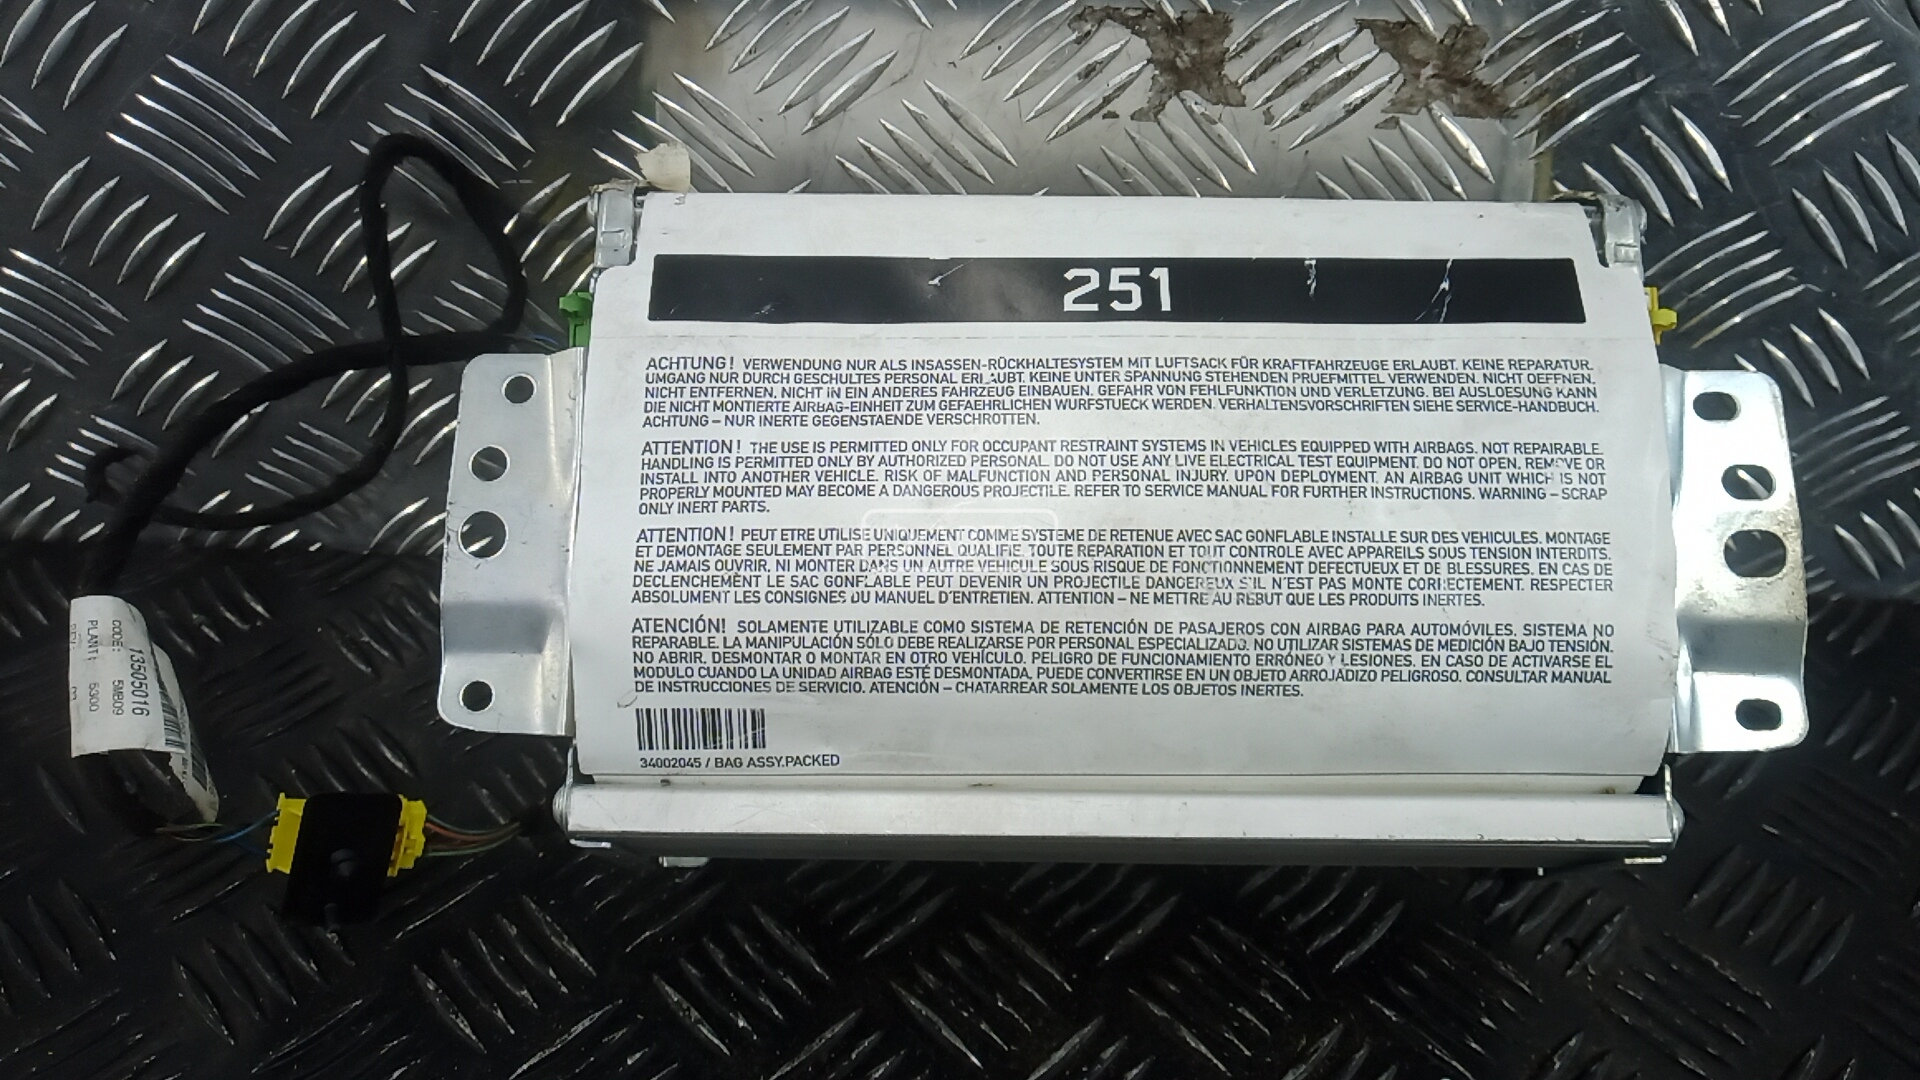 251
ACHTUNG! VERWENDUNG NUR ALS INSASSEN-RÜCKHALTESYSTEM MIT LUFTSACK FÜR KRAFTFAHRZEUGE ERLAUBT. KEINE REPARATUR.
UMGANG NUR DURCH GESCHULTES PERSONAL ERLAUBT. KEINE UNTER SPANNUNG STEHENDEN PRUEFMITTEL VERWENDEN. NICHT OEFFNEN.
NICHT ENTFERNEN. NICHT IN EIN ANDERES FAHRZEUG EINBAUEN. GEFAHR VON FEHLFUNKTION UND VERLETZUNG. BEI AUSLOESUNG KANN
DIE NICHT MONTIERTE AIRBAG-EINHEIT ZUM GEFAEHRLICHEN WURFSTUECK WERDEN. VERHALTENSVORSCHRIFTEN SIEHE SERVICE-HANDBUCH.
ACHTUNG – NUR INERTE GEGENSTAENDE VERSCHROTTEN.
ATTENTION! THE USE IS PERMITTED ONLY FOR OCCUPANT RESTRAINT SYSTEMS IN VEHICLES EQUIPPED WITH AIRBAGS. NOT REPAIRABLE.
HANDLING IS PERMITTED ONLY BY AUTHORIZED PERSONAL. DO NOT USE ANY LIVE ELECTRICAL TEST EQUIPMENT. DO NOT OPEN, REMOVE OR
INSTALL INTO ANOTHER VEHICLE. RISK OF MALFUNCTION AND PERSONAL INJURY. UPON DEPLOYMENT, AN AIRBAG UNIT WHICH IS NOT
PROPERLY MOUNTED MAY BECOME A DANGEROUS PROJECTILE. REFER TO SERVICE MANUAL FOR FURTHER INSTRUCTIONS. WARNING – SCRAP
ONLY INERT PARTS.
ATTENTION! PEUT ETRE UTILISE UNIQUEMENT COMME SYSTEME DE RETENUE AVEC SAC GONFLABLE INSTALLE SUR DES VEHICULES. MONTAGE
ET DEMONTAGE SEULEMENT PAR PERSONNEL QUALIFIE. TOUTE REPARATION ET TOUT CONTROLE AVEC APPAREILS SOUS TENSION INTERDITS.
NE JAMAIS OUVRIR, NI MONTER DANS UN AUTRE VEHICULE SOUS RISQUE DE FONCTIONNEMENT DEFECTUEUX ET DE BLESSURES. EN CAS DE
DECLENCHEMENT LE SAC GONFLABLE PEUT DEVENIR UN PROJECTILE DANGEREUX S'IL N'EST PAS MONTE CORRECTEMENT. RESPECTER
ABSOLUMENT LES CONSIGNES DU MANUEL D'ENTRETIEN. ATTENTION – NE METTRE AU REBUT QUE LES PRODUITS INERTES.
ATENCIÓN! SOLAMENTE UTILIZABLE COMO SISTEMA DE RETENCIÓN DE PASAJEROS CON AIRBAG PARA AUTOMÓVILES. SISTEMA NO
REPARABLE. LA MANIPULACIÓN SÓLO DEBE REALIZARSE POR PERSONAL ESPECIALIZADO. NO UTILIZAR SISTEMAS DE MEDICIÓN BAJO TENSIÓN.
NO ABRIR, DESMONTAR O MONTAR EN OTRO VEHÍCULO. PELIGRO DE FUNCIONAMIENTO ERRÓNEO Y LESIONES. EN CASO DE ACTIVARSE EL
MODULO CUANDO LA UNIDAD AIRBAG ESTÉ DESMONTADA, PUEDE CONVERTIRSE EN UN OBJETO ARROJADIZO PELIGROSO. CONSULTAR MANUAL
DE INSTRUCCIONES DE SERVICIO. ATENCIÓN – CHATARREAR SOLAMENTE LOS OBJETOS INERTES.
34002045 / BAG ASSY.PACKED
13505016
CODE: 5MB09
PLANT: 5300